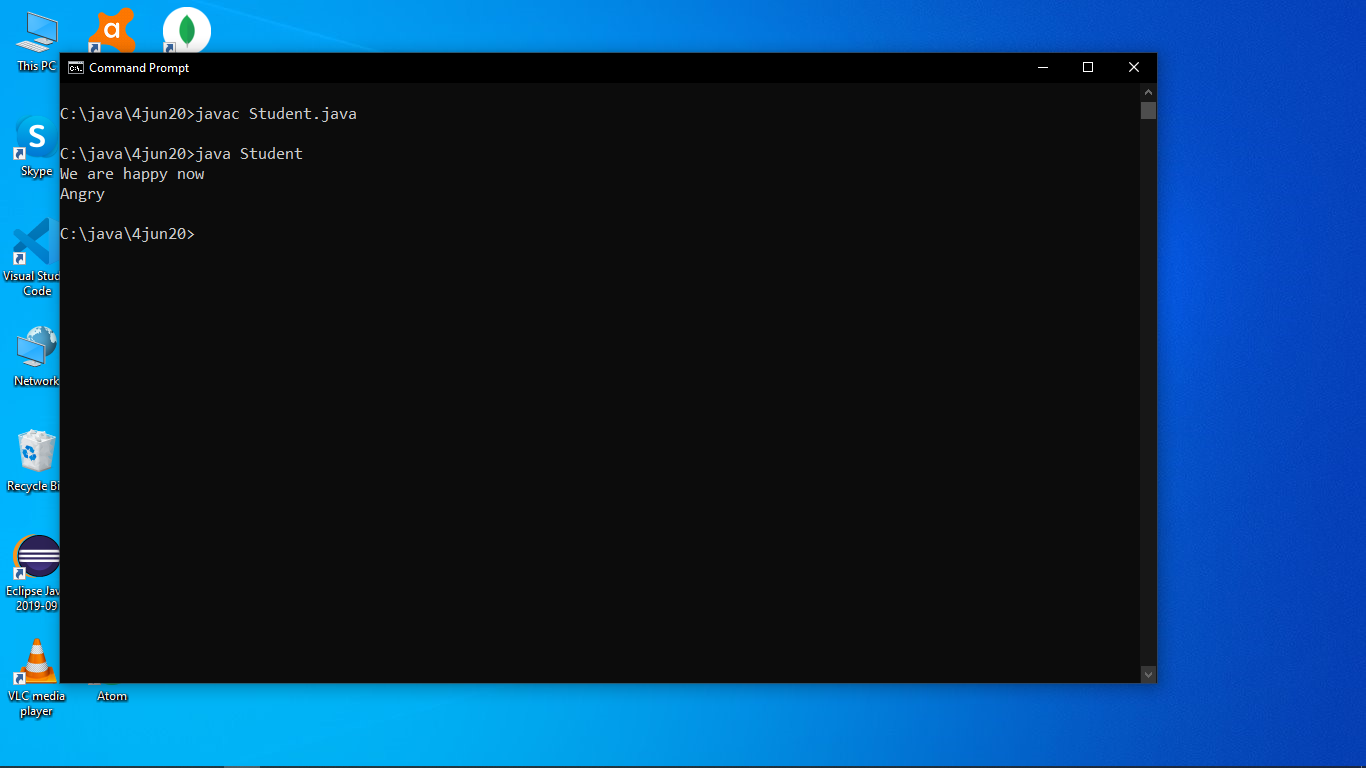 This PC
Skype
Visual Stud
Code
Network
Recycle Bi
Eclipse Jav
2019-09
VLC media
player
Atom
Command Prompt
C:\java\4jun20>javac Student.java
C:\java\4jun20>java Student
We are happy now
Angry
C:\java\4jun20>